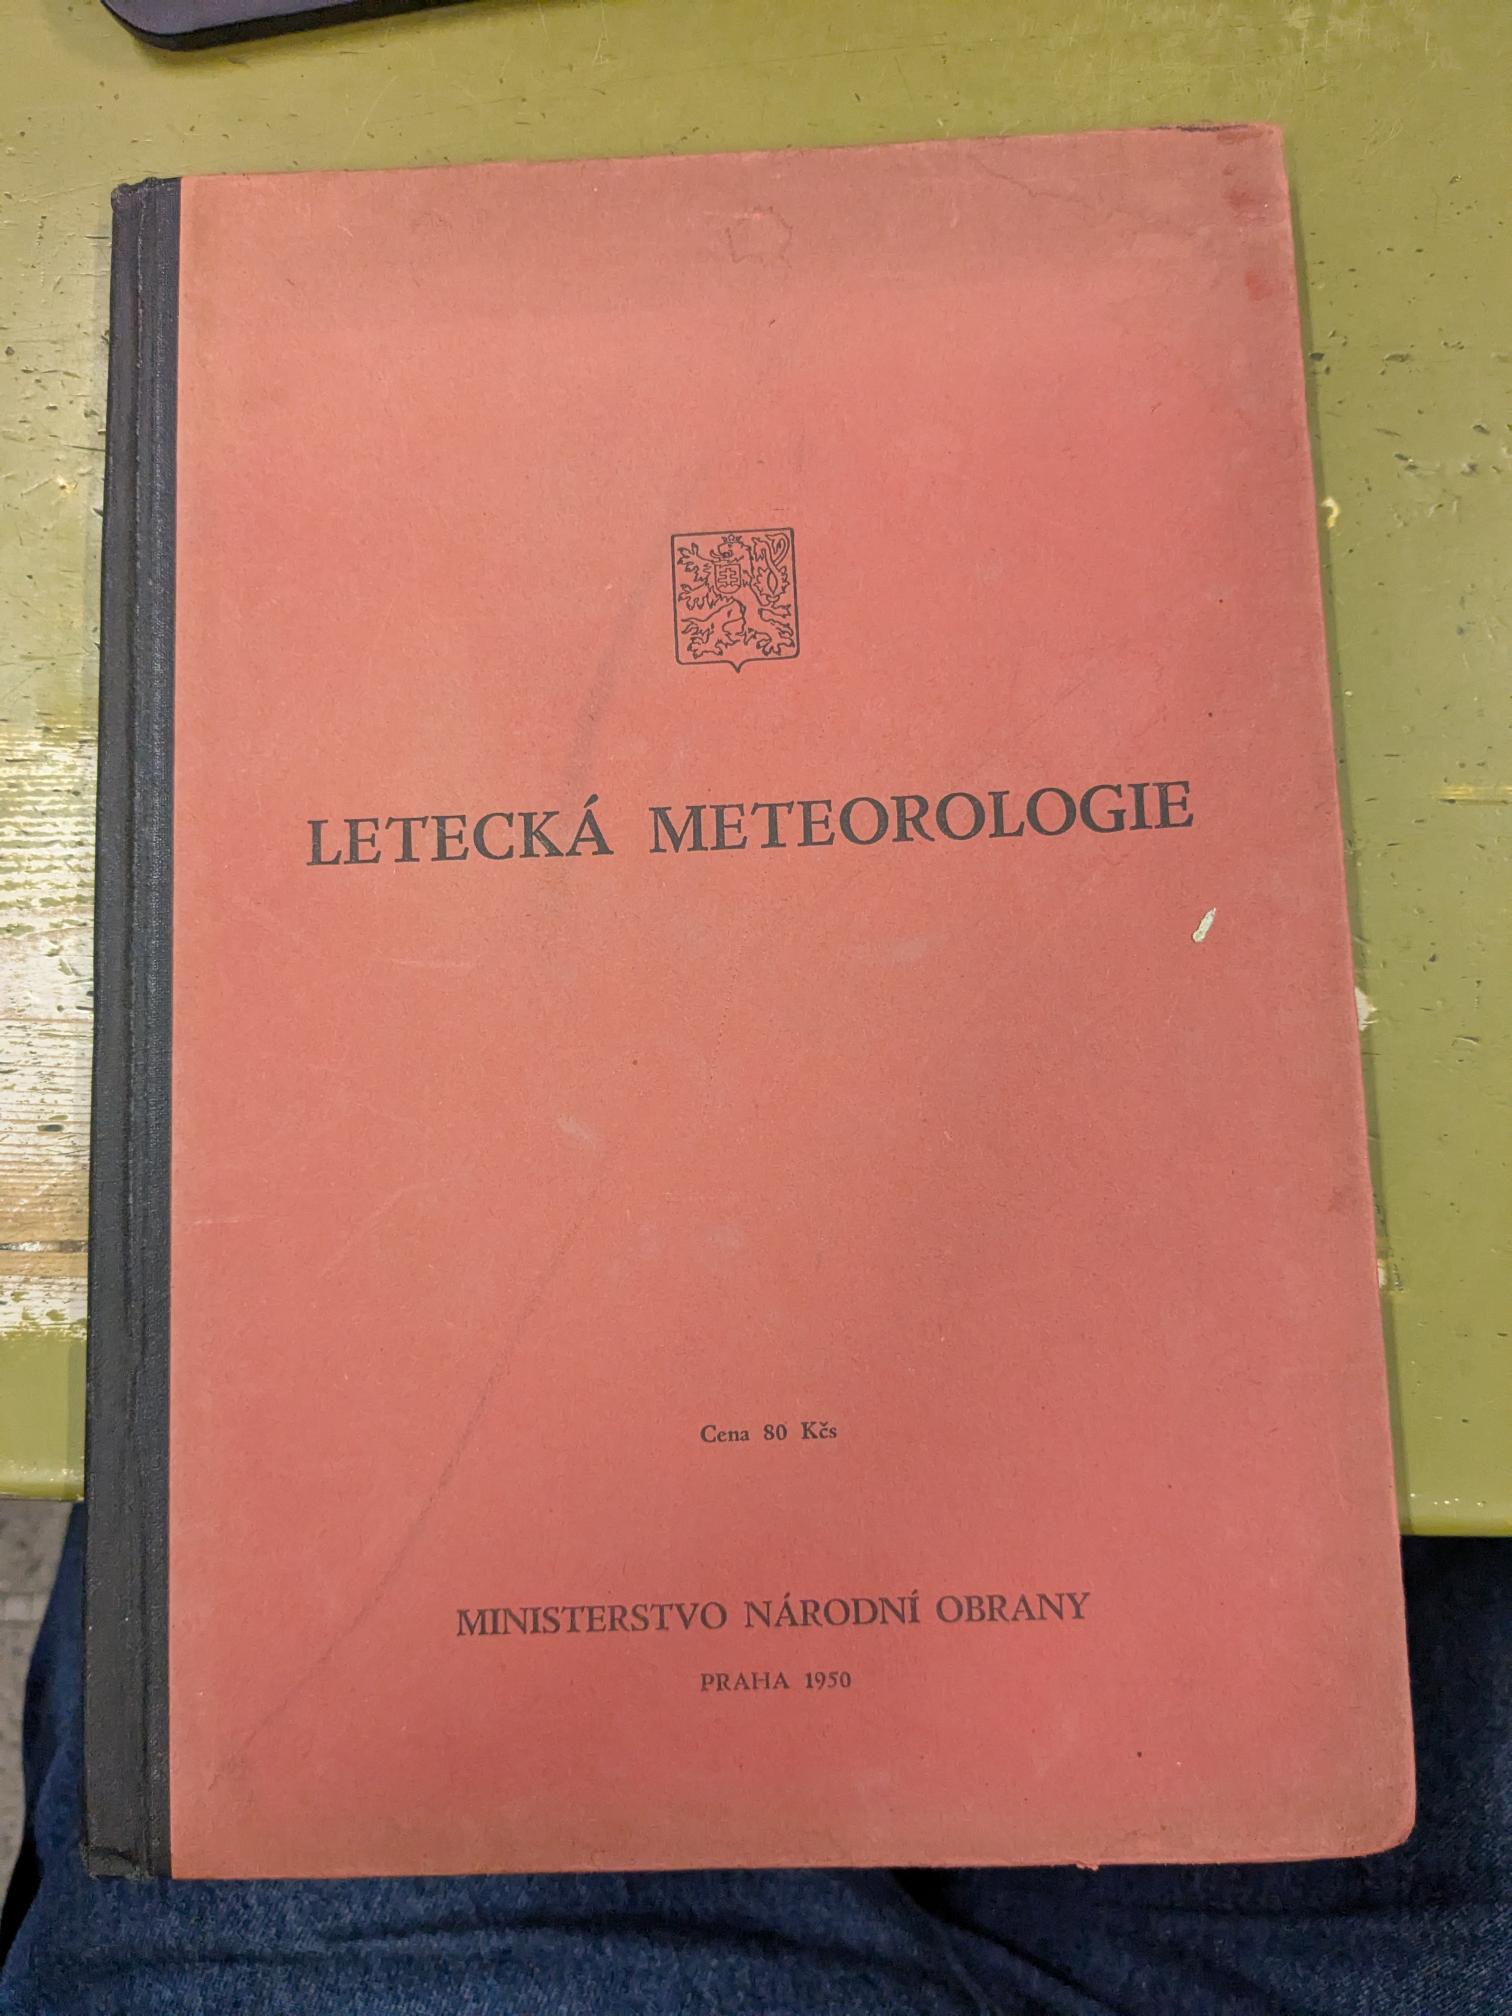 LETECKÁ METEOROLOGIE
Cena 80 Kčs
MINISTERSTVO NÁRODNÍ OBRANY
PRAHA 1950